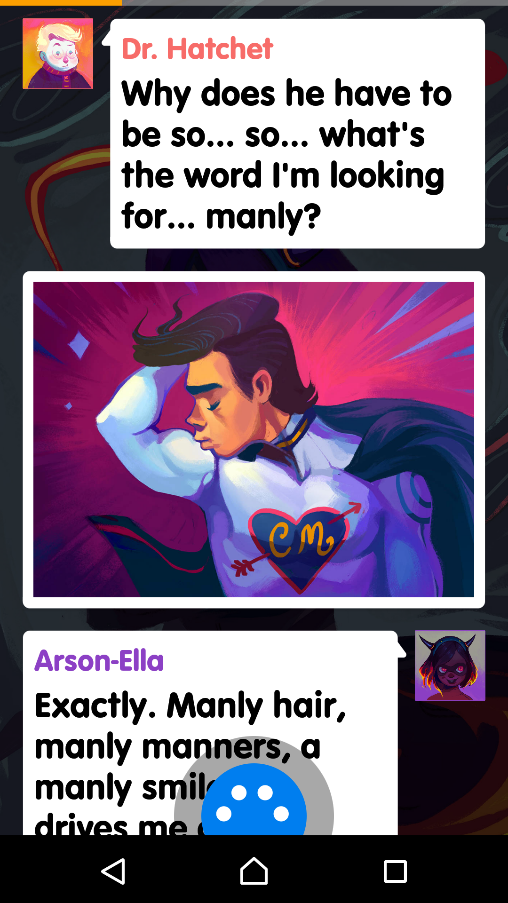 Dr. Hatchet
Why does he have to
be so... so... what's
the word I'm looking
for... manly?
CM
Arson-Ella
Exactly. Manly hair,
manly manners, a
manly smile
drives me